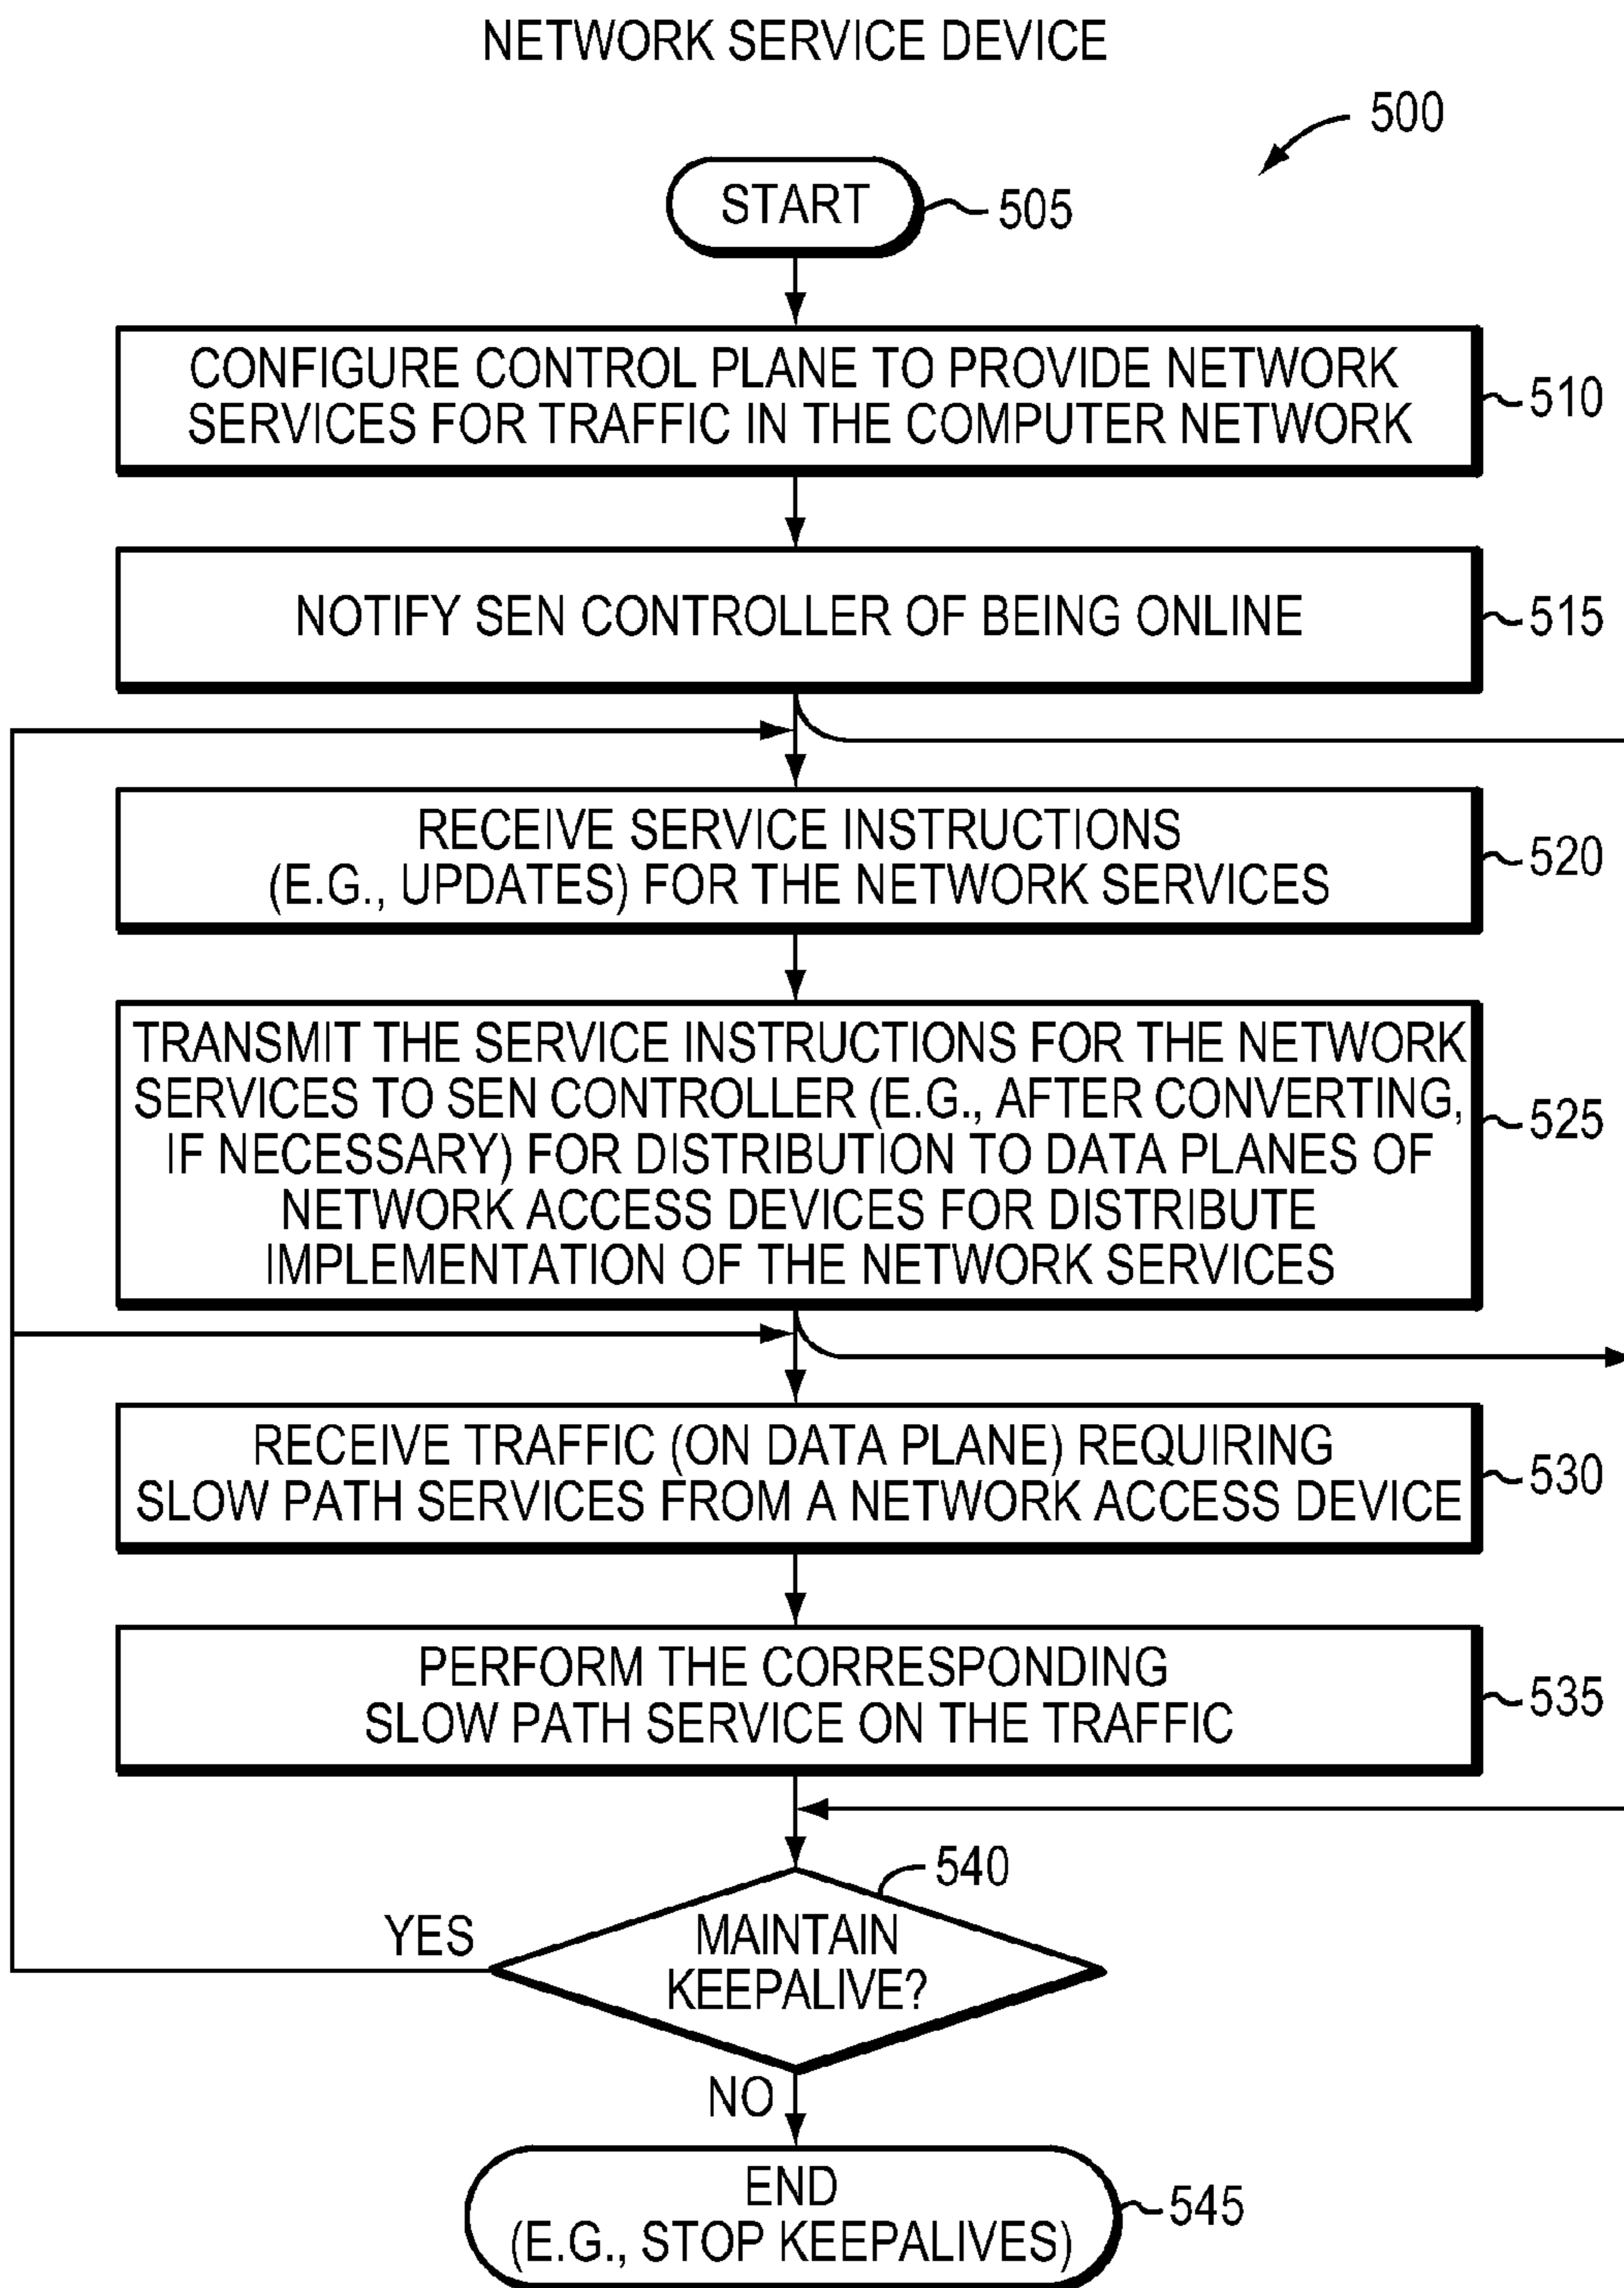 NETWORK SERVICE DEVICE
500
START
505
CONFIGURE CONTROL PLANE TO PROVIDE NETWORK
SERVICES FOR TRAFFIC IN THE COMPUTER NETWORK
510
NOTIFY SEN CONTROLLER OF BEING ONLINE
515
RECEIVE SERVICE INSTRUCTIONS
(E.G., UPDATES) FOR THE NETWORK SERVICES
520
TRANSMIT THE SERVICE INSTRUCTIONS FOR THE NETWORK
SERVICES TO SEN CONTROLLER (E.G., AFTER CONVERTING,
IF NECESSARY) FOR DISTRIBUTION TO DATA PLANES OF
NETWORK ACCESS DEVICES FOR DISTRIBUTE
IMPLEMENTATION OF THE NETWORK SERVICES
525
RECEIVE TRAFFIC (ON DATA PLANE) REQUIRING
SLOW PATH SERVICES FROM A NETWORK ACCESS DEVICE
530
PERFORM THE CORRESPONDING
SLOW PATH SERVICE ON THE TRAFFIC
535
540
YES
MAINTAIN
KEEPALIVE?
NO
END
(E.G., STOP KEEPALIVES)
545